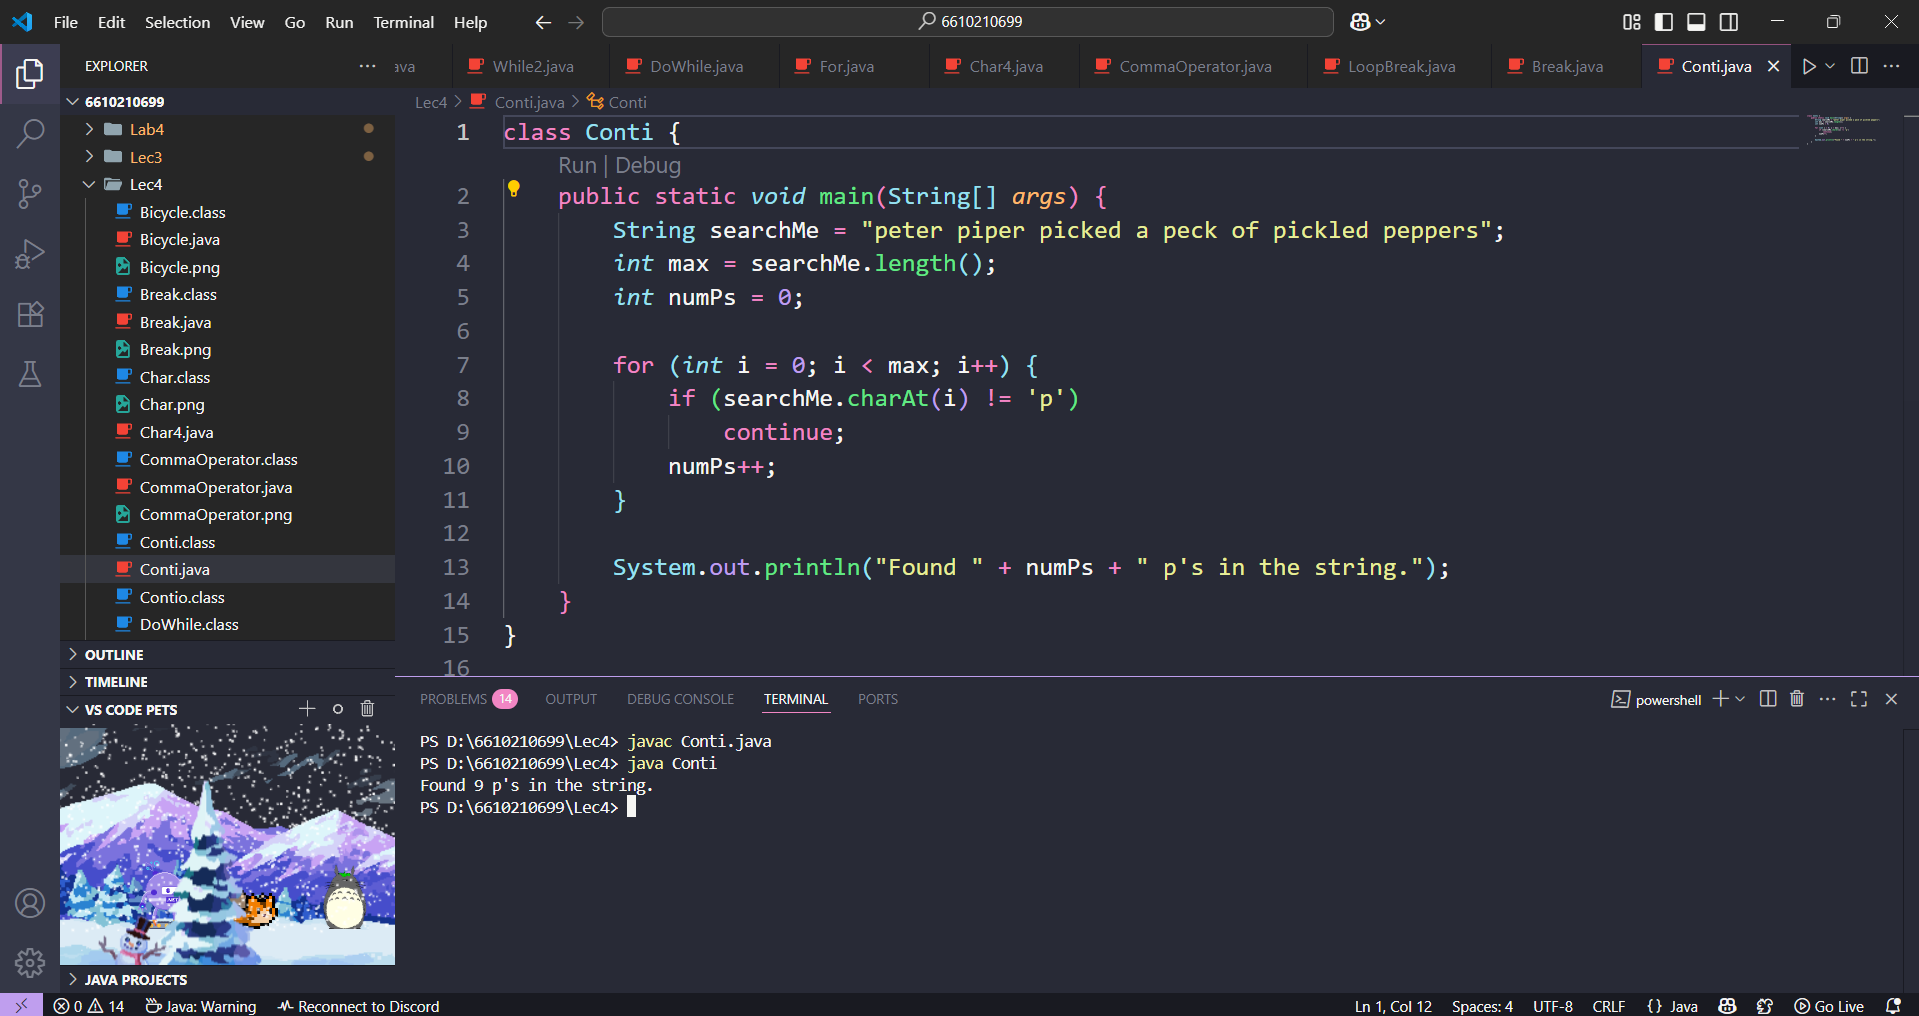 File Edit Selection View Go Run Terminal Help
6610210699
EXPLORER
ava
While2.java
DoWhile.java
For.java
Char4.java
CommaOperator.java
LoopBreak.java
Break.java
Conti.java
6610210699
Lab4
Lec3
Lec4
Bicycle.class
Bicycle.java
Bicycle.png
Break.class
Break.java
Break.png
Char.class
Char.png
Char4.java
CommaOperator.class
CommaOperator.java
CommaOperator.png
Conti.class
Conti.java
Contio.class
DoWhile.class
OUTLINE
TIMELINE
VS CODE PETS
JAVA PROJECTS
Lec4 > Conti.java > Conti
1 class Conti {
Run | Debug
2 public static void main(String[] args) {
3 String searchMe = "peter piper picked a peck of pickled peppers";
4 int max = searchMe.length();
5 int numPs = 0;
6
7 for (int i = 0; i < max; i++) {
8 if (searchMe.charAt(i) != 'p')
9 continue;
10 numPs++;
11 }
12
13 System.out.println("Found " + numPs + " p's in the string.");
14 }
15 }
16
PROBLEMS 14 OUTPUT DEBUG CONSOLE TERMINAL PORTS
powershell
PS D:\6610210699\Lec4> javac Conti.java
PS D:\6610210699\Lec4> java Conti
Found 9 p's in the string.
PS D:\6610210699\Lec4>
0 14 Java: Warning Reconnect to Discord
Ln 1, Col 12 Spaces: 4 UTF-8 CRLF {} Java Go Live